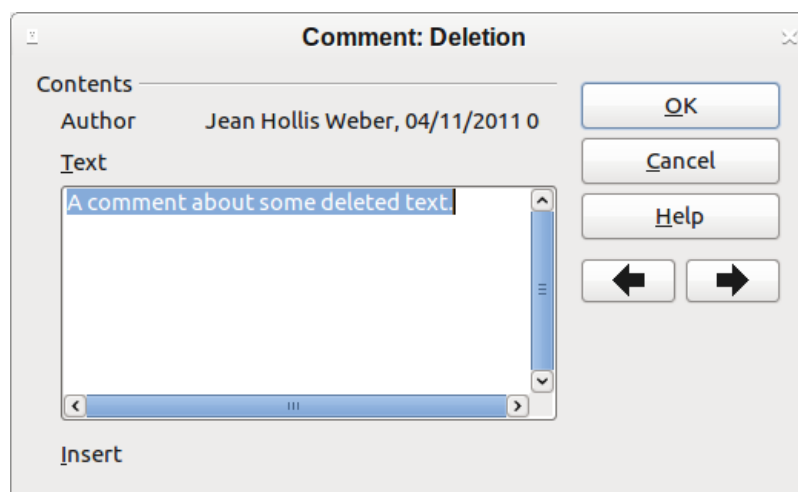 Comment: Deletion
Contents
Author Jean Hollis Weber, 04/11/2011 0
Text
A comment about some deleted text.
OK
Cancel
Help
Insert